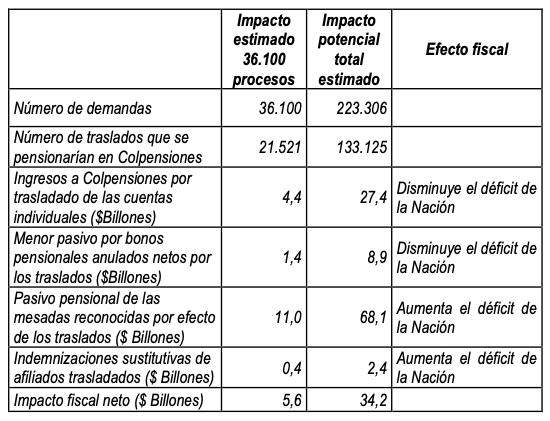 Impacto estimado 36.100 procesos
Impacto potencial total estimado
Efecto fiscal
Número de demandas 36.100 223.306
Número de traslados que se
pensionarían en Colpensiones 21.521 133.125
Ingresos a Colpensiones por
trasladado de las cuentas
individuales ($Billones) 4,4 27,4 Disminuye el déficit de
la Nación
Menor pasivo por bonos
pensionales anulados netos por
los traslados ($Billones) 1,4 8,9 Disminuye el déficit de
la Nación
Pasivo pensional de las
mesadas reconocidas por efecto
de los traslados ($ Billones) 11,0 68,1 Aumenta el déficit de
la Nación
Indemnizaciones sustitutivas de
afiliados trasladados ($ Billones) 0,4 2,4 Aumenta el déficit de
la Nación
Impacto fiscal neto ($ Billones) 5,6 34,2